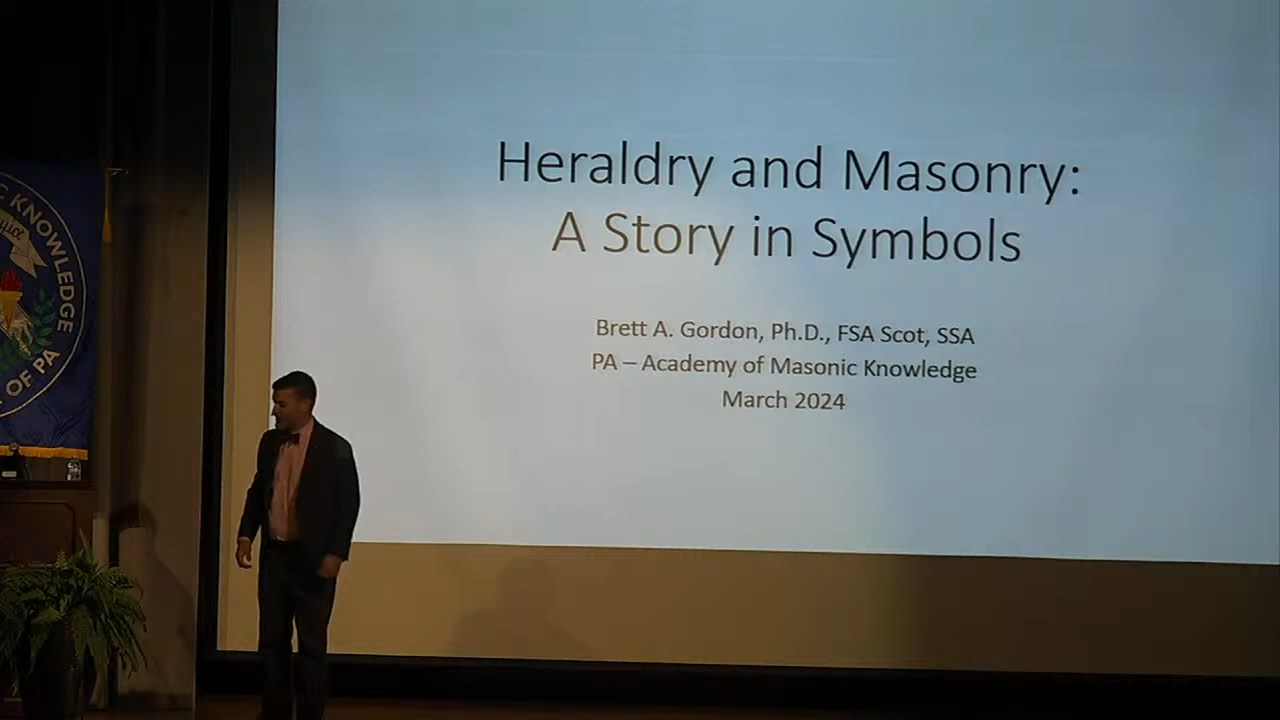 Heraldry and Masonry:
A Story in Symbols
Brett A. Gordon, Ph.D., FSA Scot, SSA
PA – Academy of Masonic Knowledge
March 2024
C KNOWLEDGE
OF PA